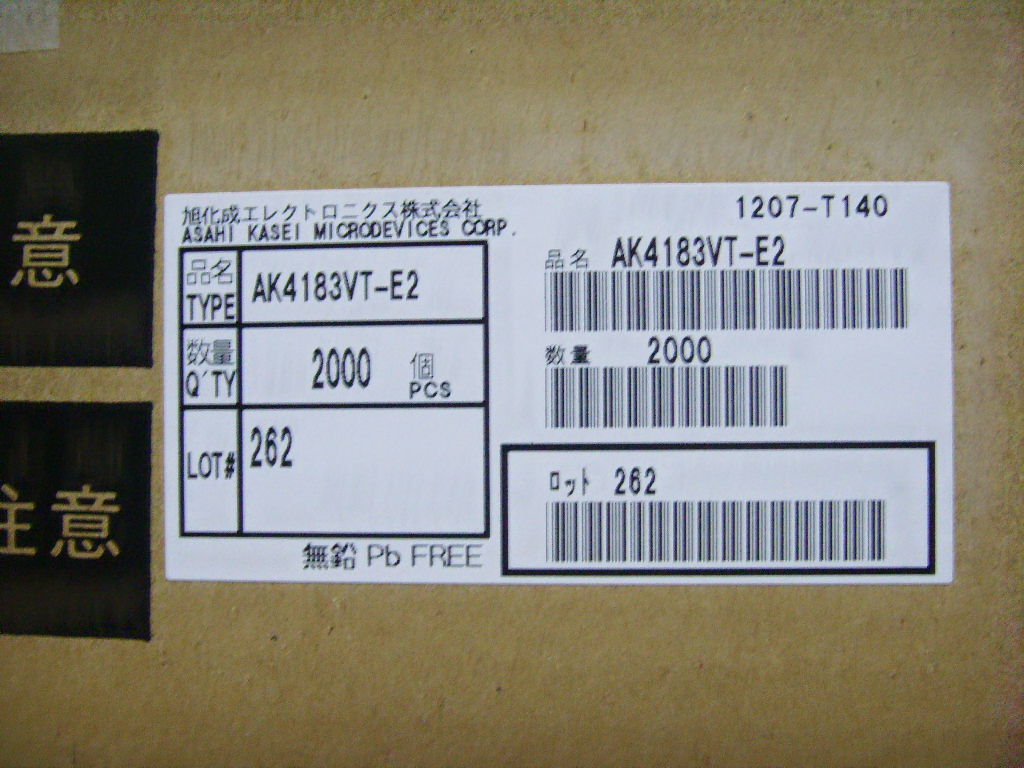 意
注意
旭化成エレクトロニクス株式会社
ASAHI KASEI MICRODEVICES CORP.
品名
TYPE
AK4183VT-E2
数量
Q'TY
2000 個
PCS
LOT# 262
無鉛 Pb FREE
1207-T140
品名 AK4183VT-E2
数量 2000
ロット 262